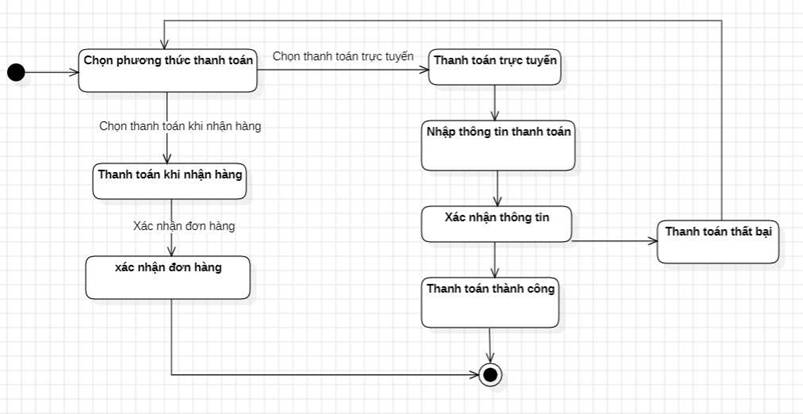 Chọn phương thức thanh toán
Chọn thanh toán trực tuyến
Thanh toán trực tuyến
Chọn thanh toán khi nhận hàng
Nhập thông tin thanh toán
Thanh toán khi nhận hàng
Xác nhận đơn hàng
Xác nhận thông tin
Thanh toán thất bại
xác nhận đơn hàng
Thanh toán thành công